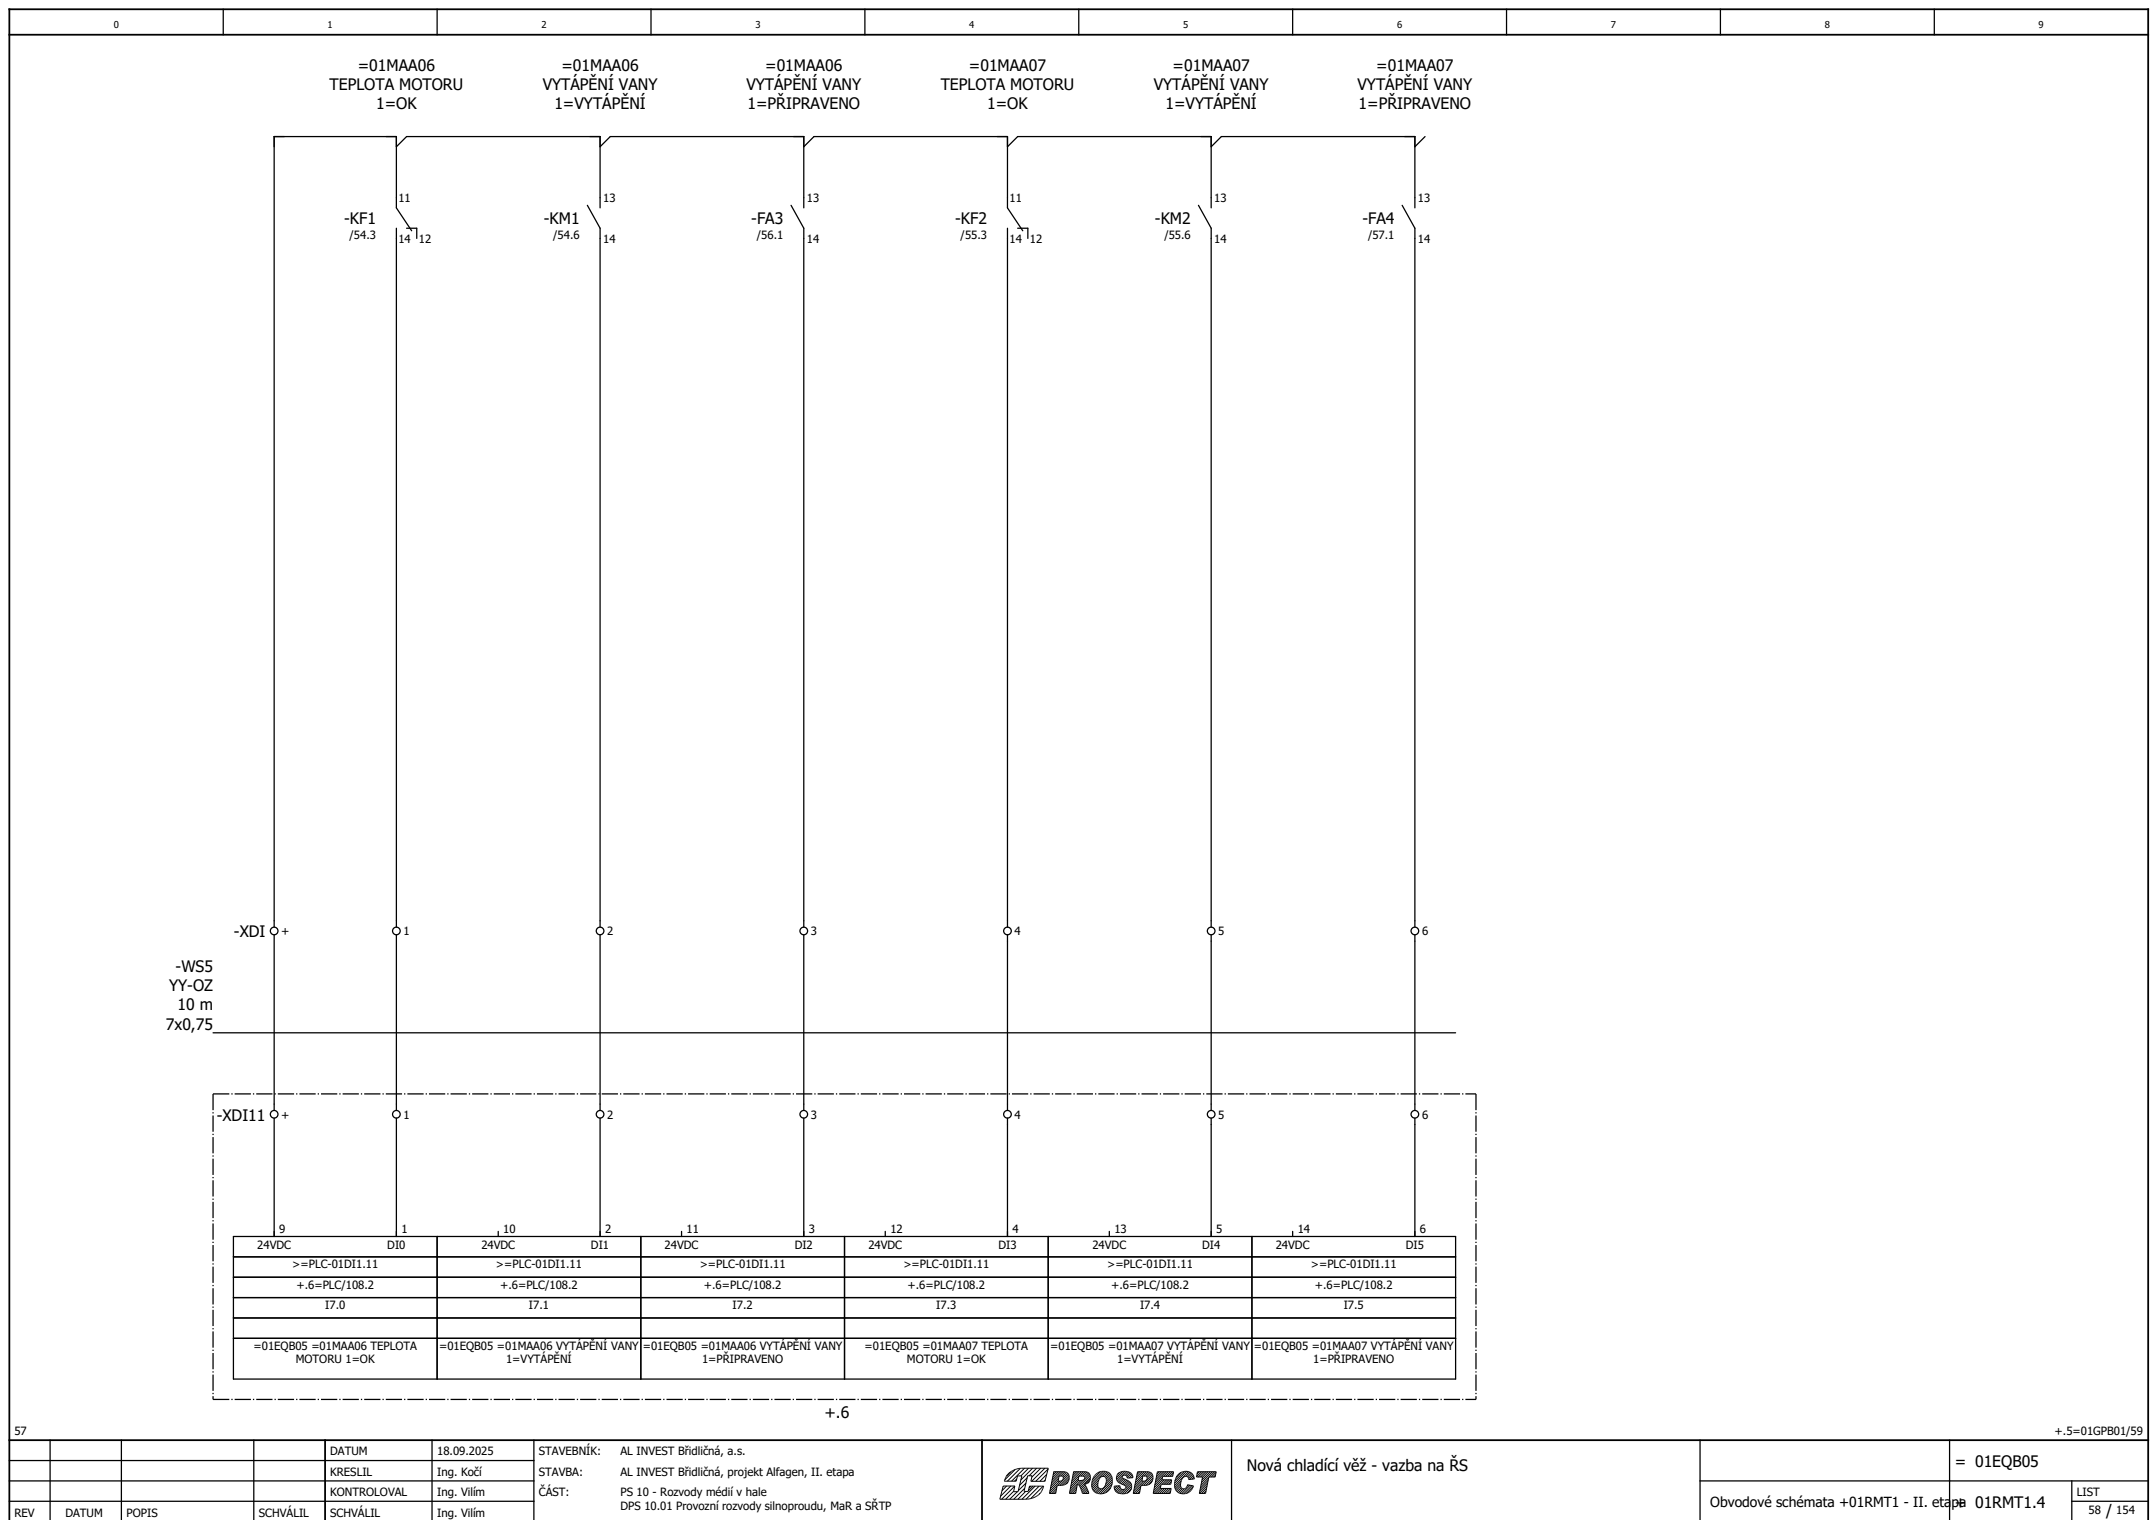 0 1 2 3 4 5 6 7 8 9
=01MAA06
TEPLOTA MOTORU
1=OK
=01MAA06
VYTÁPĚNÍ VANY
1=VYTÁPĚNÍ
=01MAA06
VYTÁPĚNÍ VANY
1=PŘIPRAVENO
=01MAA07
TEPLOTA MOTORU
1=OK
=01MAA07
VYTÁPĚNÍ VANY
1=VYTÁPĚNÍ
=01MAA07
VYTÁPĚNÍ VANY
1=PŘIPRAVENO
11 13 13 11 13 13
-KF1 -KM1 -FA3 -KF2 -KM2 -FA4
/54.3 /54.6 /56.1 /55.3 /55.6 /57.1
14 12 14 14 14 12 14 14
-XDI + 1 2 3 4 5 6
-WS5
YY-OZ
10 m
7x0,75
-XDI11 + 1 2 3 4 5 6
9 1 10 2 11 3 12 4 13 5 14 6
24VDC DI0 24VDC DI1 24VDC DI2 24VDC DI3 24VDC DI4 24VDC DI5
>=PLC-01DI1.11 >=PLC-01DI1.11 >=PLC-01DI1.11 >=PLC-01DI1.11 >=PLC-01DI1.11 >=PLC-01DI1.11
+.6=PLC/108.2 +.6=PLC/108.2 +.6=PLC/108.2 +.6=PLC/108.2 +.6=PLC/108.2 +.6=PLC/108.2
I7.0 I7.1 I7.2 I7.3 I7.4 I7.5
=01EQB05 =01MAA06 TEPLOTA
MOTORU 1=OK
=01EQB05 =01MAA06 VYTÁPĚNÍ VANY
1=VYTÁPĚNÍ
=01EQB05 =01MAA06 VYTÁPĚNÍ VANY
1=PŘIPRAVENO
=01EQB05 =01MAA07 TEPLOTA
MOTORU 1=OK
=01EQB05 =01MAA07 VYTÁPĚNÍ VANY
1=VYTÁPĚNÍ
=01EQB05 =01MAA07 VYTÁPĚNÍ VANY
1=PŘIPRAVENO
+.6
57
+.5=01GPB01/59
DATUM 18.09.2025
KRESLIL Ing. Kočí
KONTROLOVAL Ing. Vilím
REV DATUM POPIS SCHVÁLIL SCHVÁLIL Ing. Vilím
STAVEBNÍK: AL INVEST Břidličná, a.s.
STAVBA: AL INVEST Břidličná, projekt Alfagen, II. etapa
ČÁST: PS 10 - Rozvody médií v hale
DPS 10.01 Provozní rozvody silnoproudu, MaR a SŘTP
PROSPECT
Nová chladící věž - vazba na ŘS
= 01EQB05
Obvodové schémata +01RMT1 - II. etapa
+ 01RMT1.4
LIST
58 / 154